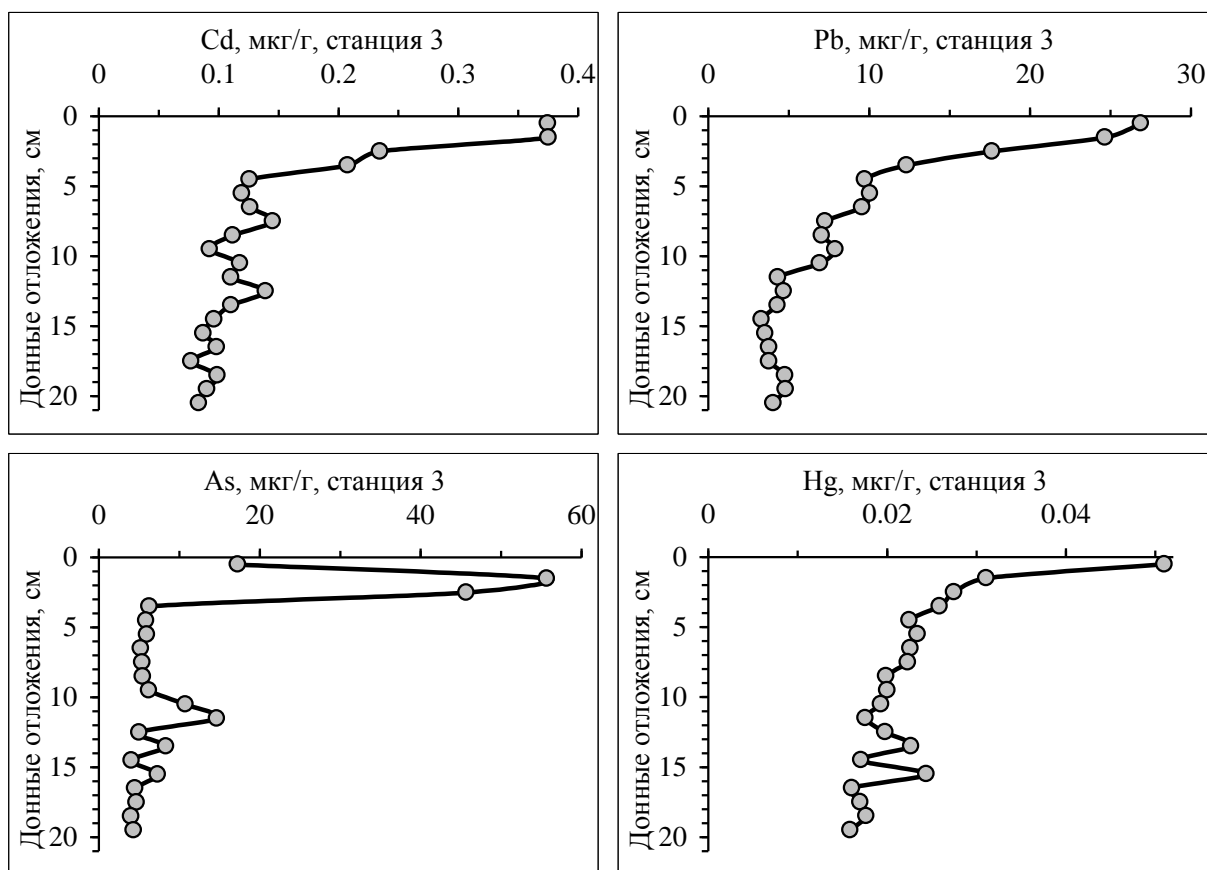 Cd, мкг/г, станция 3
0 0.1 0.2 0.3 0.4
0
5
10
15
20
Донные отложения, см
Pb, мкг/г, станция 3
0 10 20 30
0
5
10
15
20
Донные отложения, см
As, мкг/г, станция 3
0 20 40 60
0
5
10
15
20
Донные отложения, см
Hg, мкг/г, станция 3
0 0.02 0.04
0
5
10
15
20
Донные отложения, см